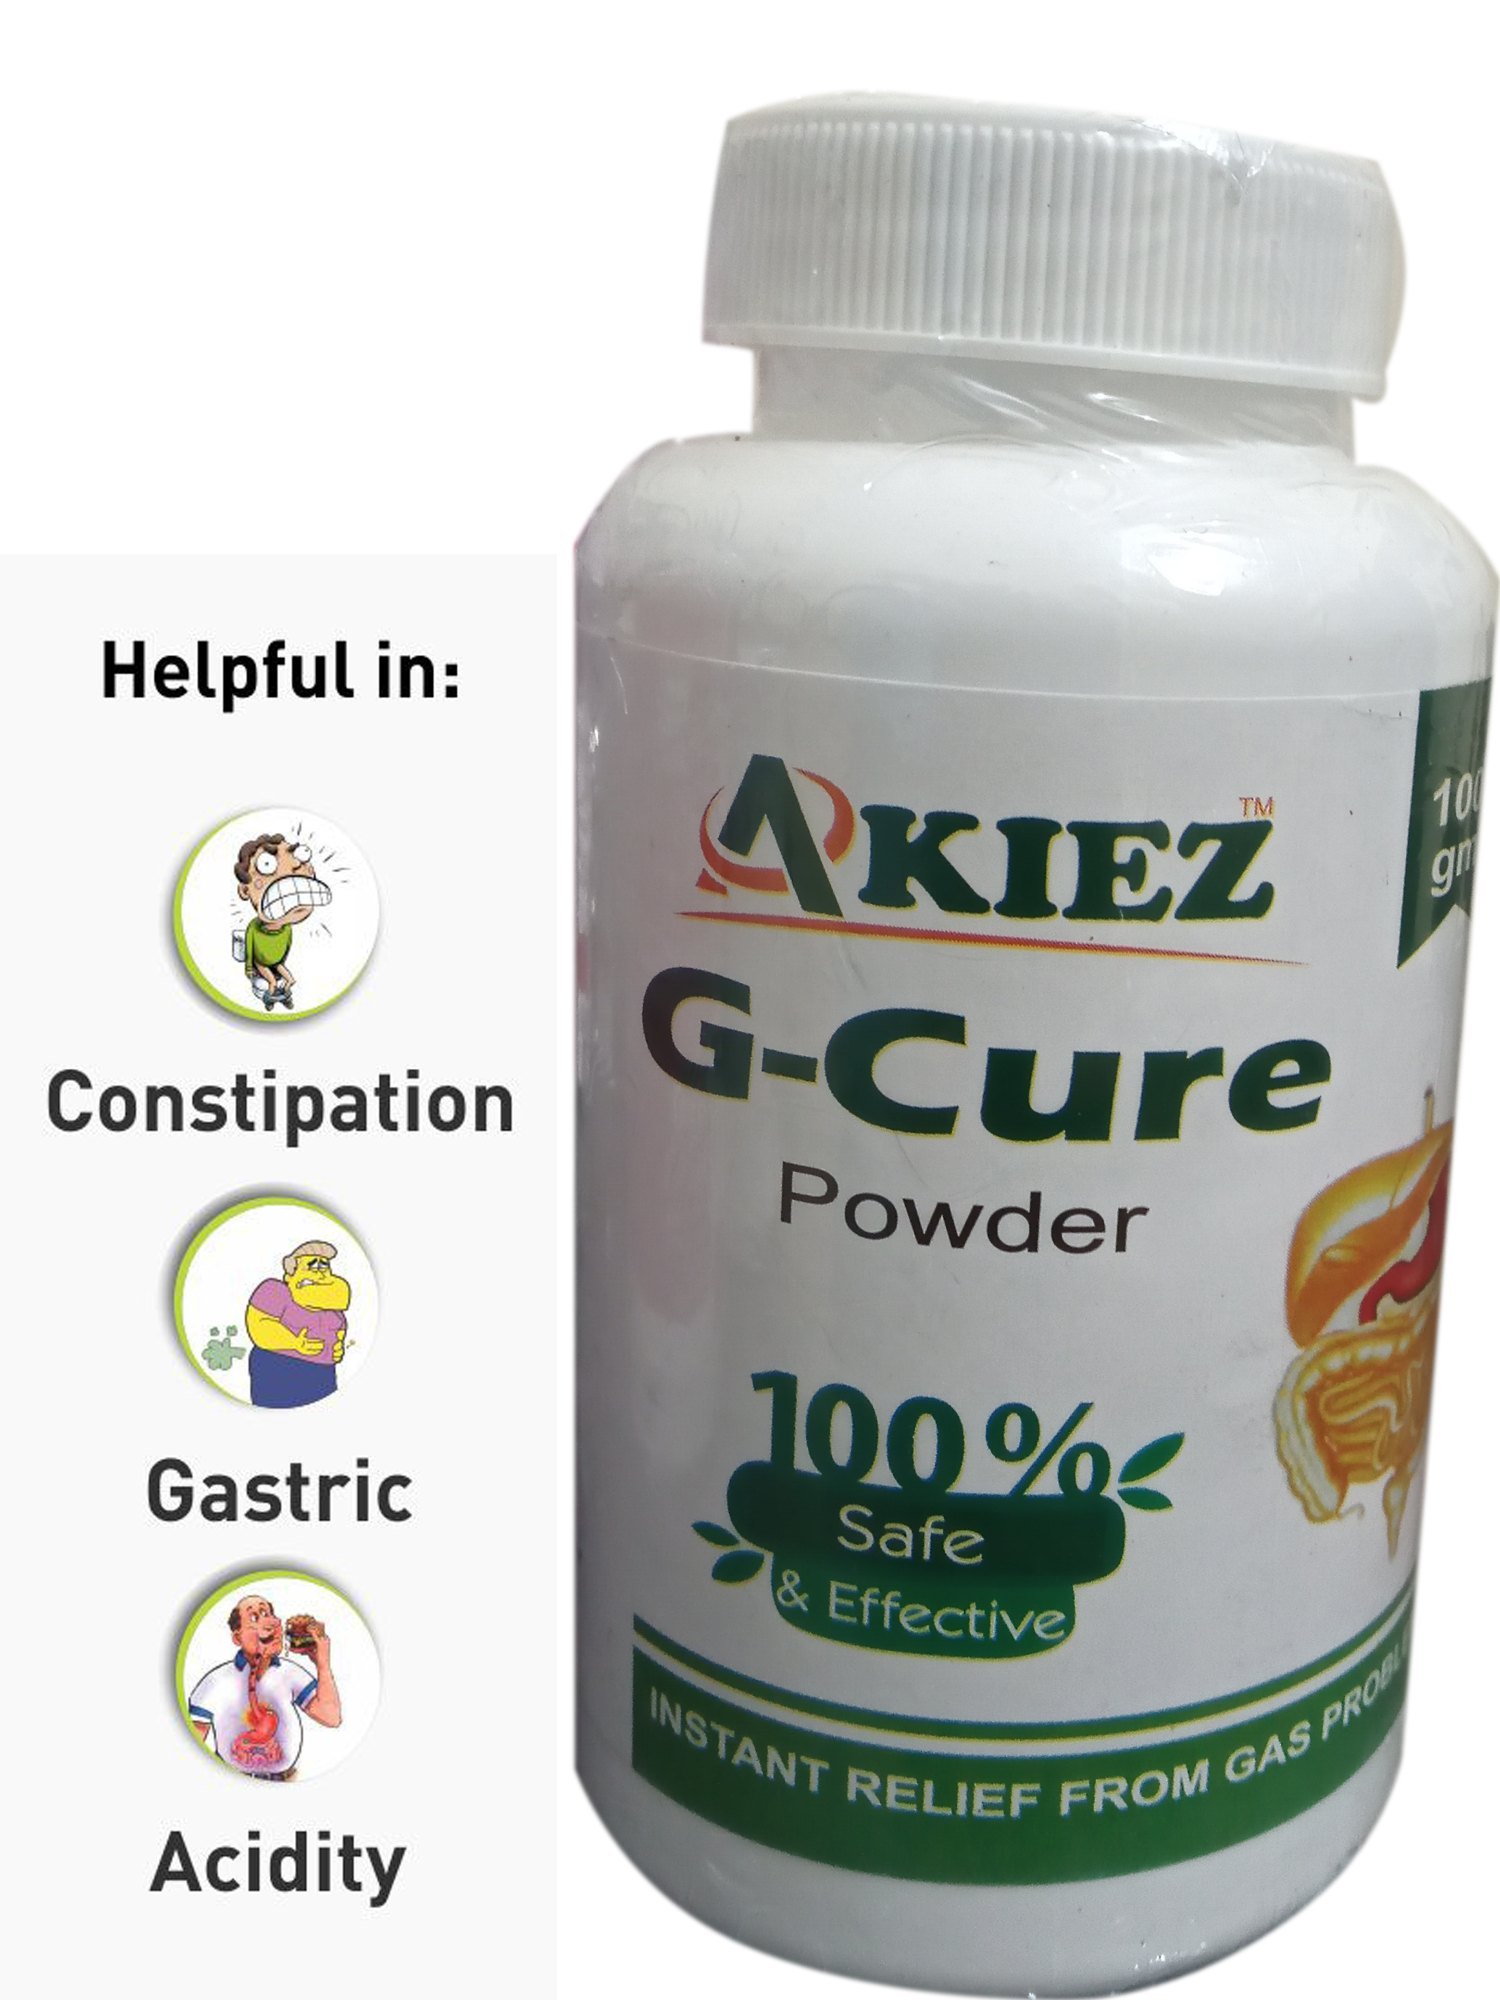 Helpful in:
Constipation
Gastric
Acidity
AKIEZ™
G-Cure
Powder
100%
Safe
& Effective
INSTANT RELIEF FROM GAS